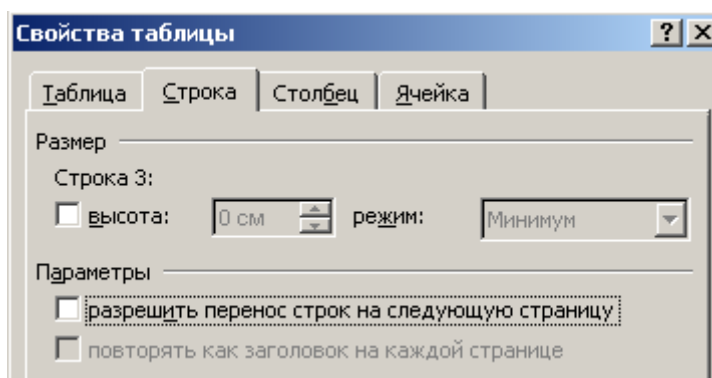 Свойства таблицы ? X
Таблица Строка Столбец Ячейка
Размер
Строка 3:
высота: 0 см режим: Минимум
Параметры
разрешить перенос строк на следующую страницу
повторять как заголовок на каждой странице